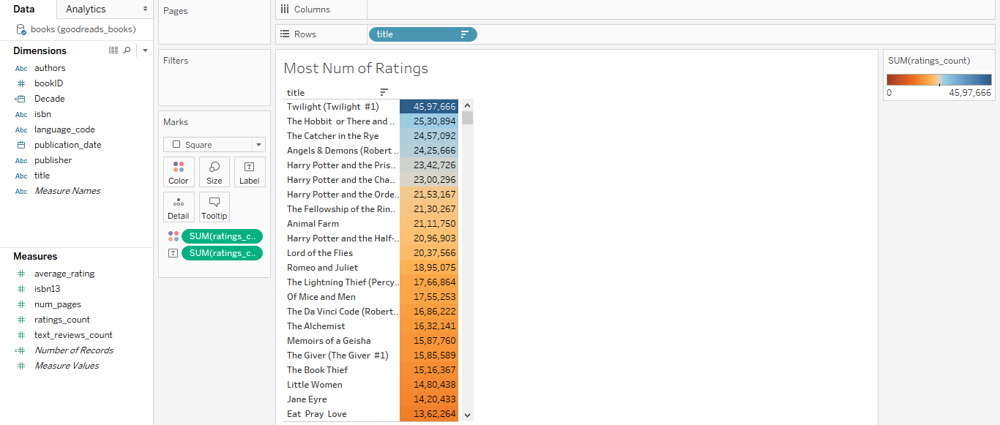 Data
Analytics
books (goodreads_books)
Dimensions
Abc authors
bookID
Decade
Abc isbn
Abc language_code
publication_date
Abc publisher
Abc title
Abc Measure Names
Measures
average_rating
isbn13
num_pages
ratings_count
text_reviews_count
Number of Records
Measure Values
Pages
Filters
Marks
Square
Color
Size
T
Label
Detail
Tooltip
SUM(ratings_c..
T SUM(ratings_c..
Columns
Rows
title
Most Num of Ratings
title
Twilight (Twilight #1) 45,97,666
The Hobbit or There and .. 25,30,894
The Catcher in the Rye 24,57,092
Angels & Demons (Robert .. 24,25,666
Harry Potter and the Pris.. 23,42,726
Harry Potter and the Cha.. 23,00,296
Harry Potter and the Orde.. 21,53,167
The Fellowship of the Rin.. 21,30,267
Animal Farm 21,11,750
Harry Potter and the Half-.. 20,96,903
Lord of the Flies 20,37,566
Romeo and Juliet 18,95,075
The Lightning Thief (Percy.. 17,66,864
Of Mice and Men 17,55,253
The Da Vinci Code (Robert.. 16,86,222
The Alchemist 16,32,141
Memoirs of a Geisha 15,87,760
The Giver (The Giver #1) 15,85,589
The Book Thief 15,16,367
Little Women 14,80,438
Jane Eyre 14,20,433
Eat Pray Love 13,62,264
SUM(ratings_count)
0 45,97,666